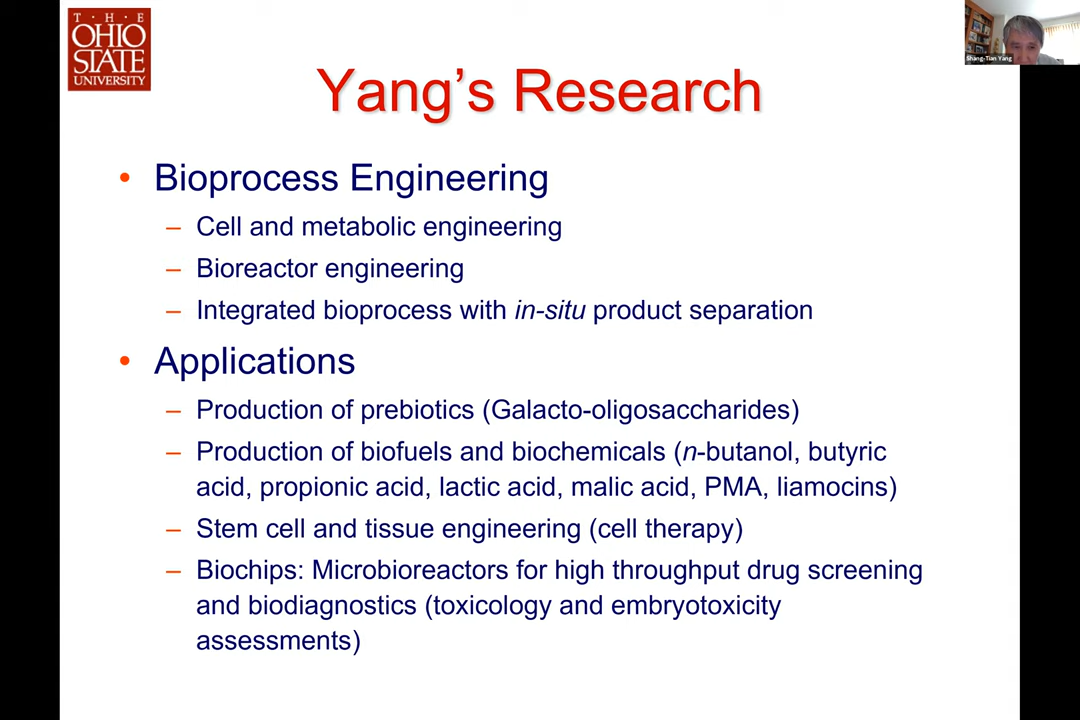 T · H · E
OHIO
STATE
UNIVERSITY
Shang-Tian Yang
Yang's Research
• Bioprocess Engineering
– Cell and metabolic engineering
– Bioreactor engineering
– Integrated bioprocess with in-situ product separation
• Applications
– Production of prebiotics (Galacto-oligosaccharides)
– Production of biofuels and biochemicals (n-butanol, butyric
acid, propionic acid, lactic acid, malic acid, PMA, liamocins)
– Stem cell and tissue engineering (cell therapy)
– Biochips: Microbioreactors for high throughput drug screening
and biodiagnostics (toxicology and embryotoxicity
assessments)